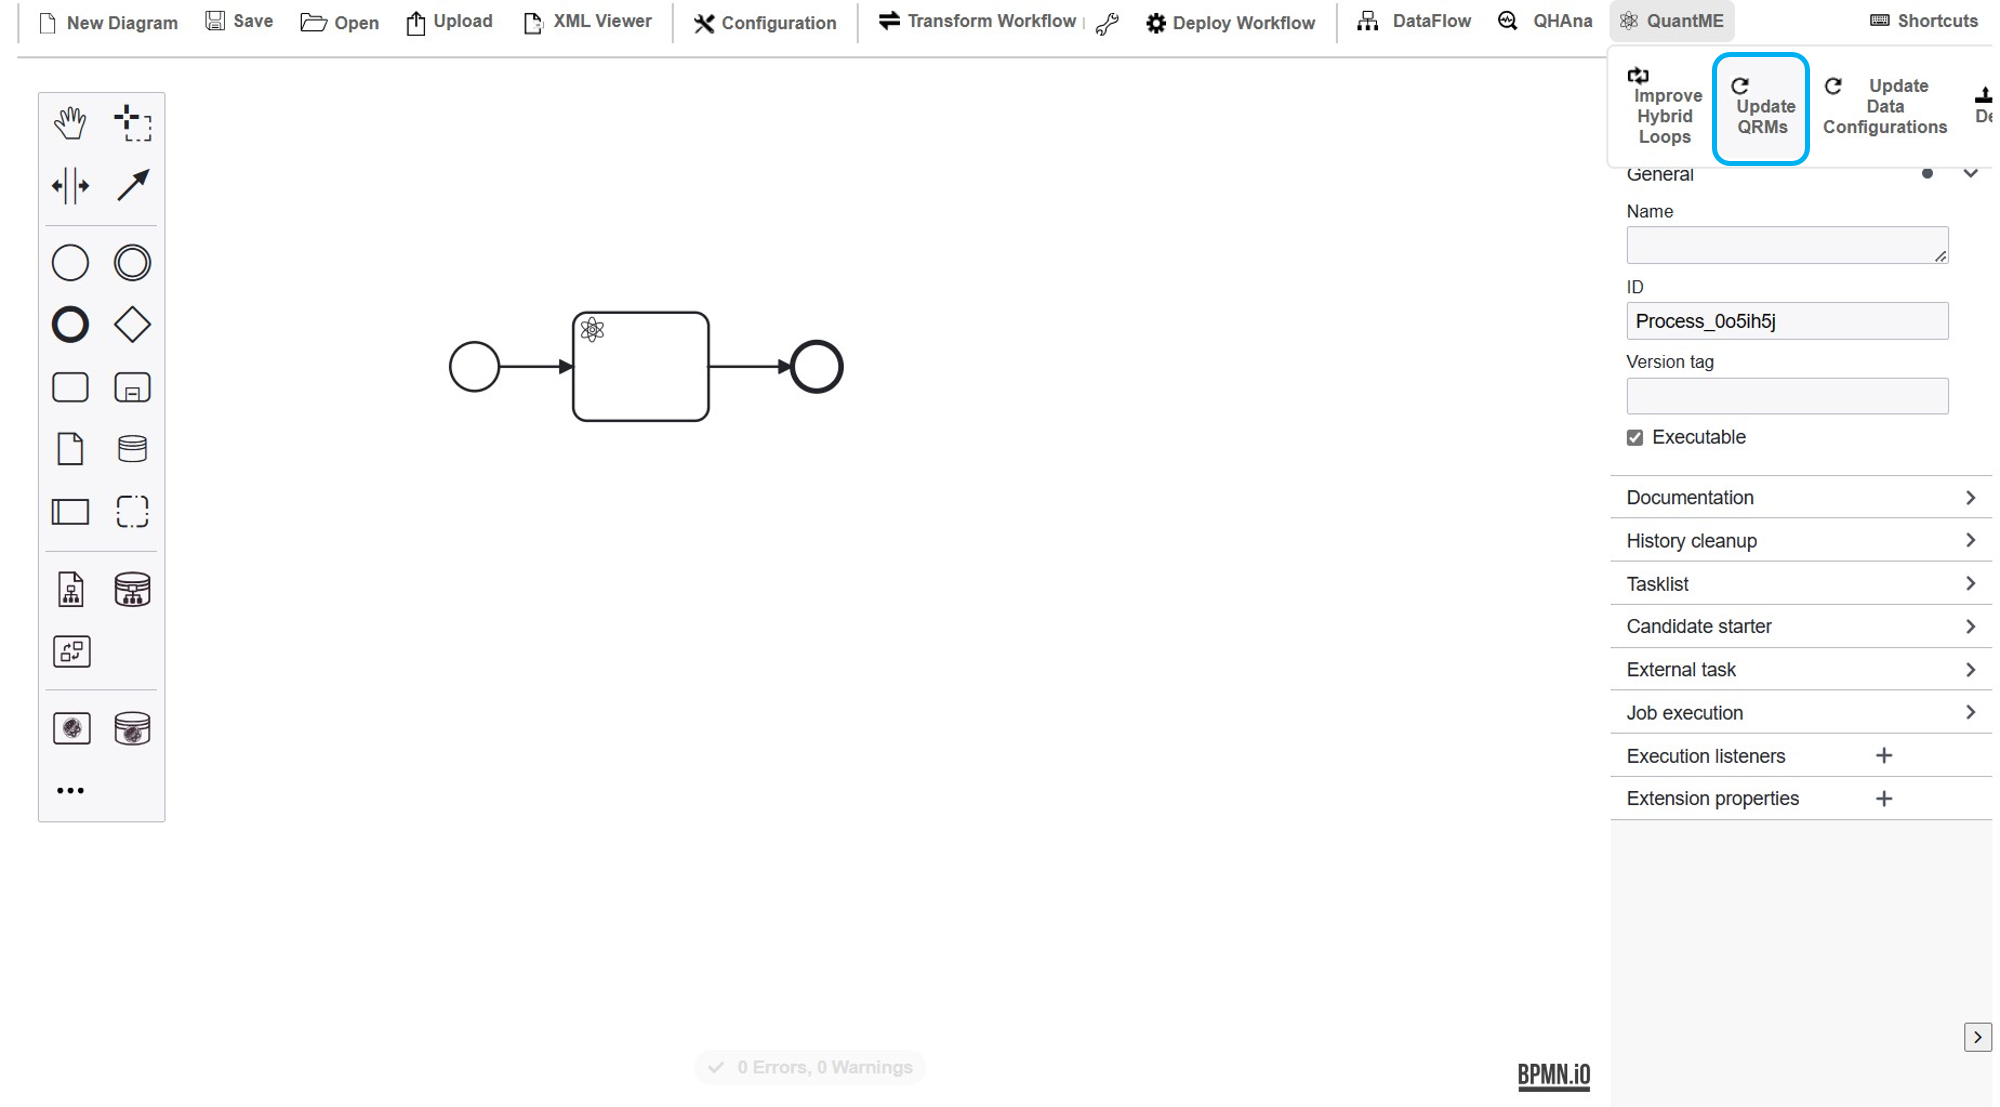 New Diagram Save Open Upload XML Viewer Configuration Transform Workflow Deploy Workflow DataFlow QHAna QuantME Shortcuts
Improve
Hybrid
Loops
Update
QRMs
Update
Data
Configurations
De
General
Name
ID
Process_0o5ih5j
Version tag
Executable
Documentation
History cleanup
Tasklist
Candidate starter
External task
Job execution
Execution listeners
Extension properties
0 Errors, 0 Warnings
BPMN.iO